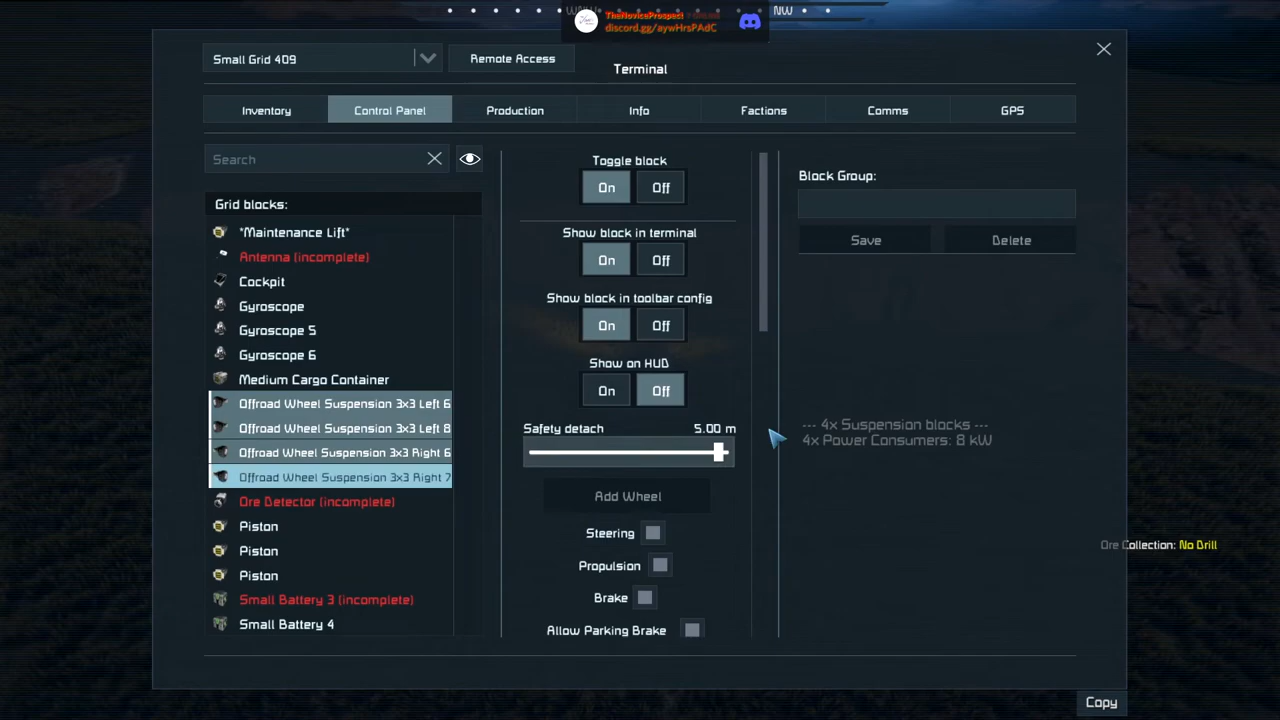 NW
TheNoviceProspect
discord.gg/aywHrsPAdC
Small Grid 409
Remote Access
Terminal
Inventory
Control Panel
Production
Info
Factions
Comms
GPS
Search
Grid blocks:
*Maintenance Lift*
Antenna (incomplete)
Cockpit
Gyroscope
Gyroscope 5
Gyroscope 6
Medium Cargo Container
Offroad Wheel Suspension 3x3 Left 6
Offroad Wheel Suspension 3x3 Left 8
Offroad Wheel Suspension 3x3 Right 6
Offroad Wheel Suspension 3x3 Right 7
Ore Detector (incomplete)
Piston
Piston
Piston
Small Battery 3 (incomplete)
Small Battery 4
Toggle block
On Off
Show block in terminal
On Off
Show block in toolbar config
On Off
Show on HUD
On Off
Safety detach 5.00 m
Add Wheel
Steering
Propulsion
Brake
Allow Parking Brake
Block Group:
Save
Delete
--- 4x Suspension blocks ---
4x Power Consumers: 8 kW
Ore Collection: No Drill
Copy